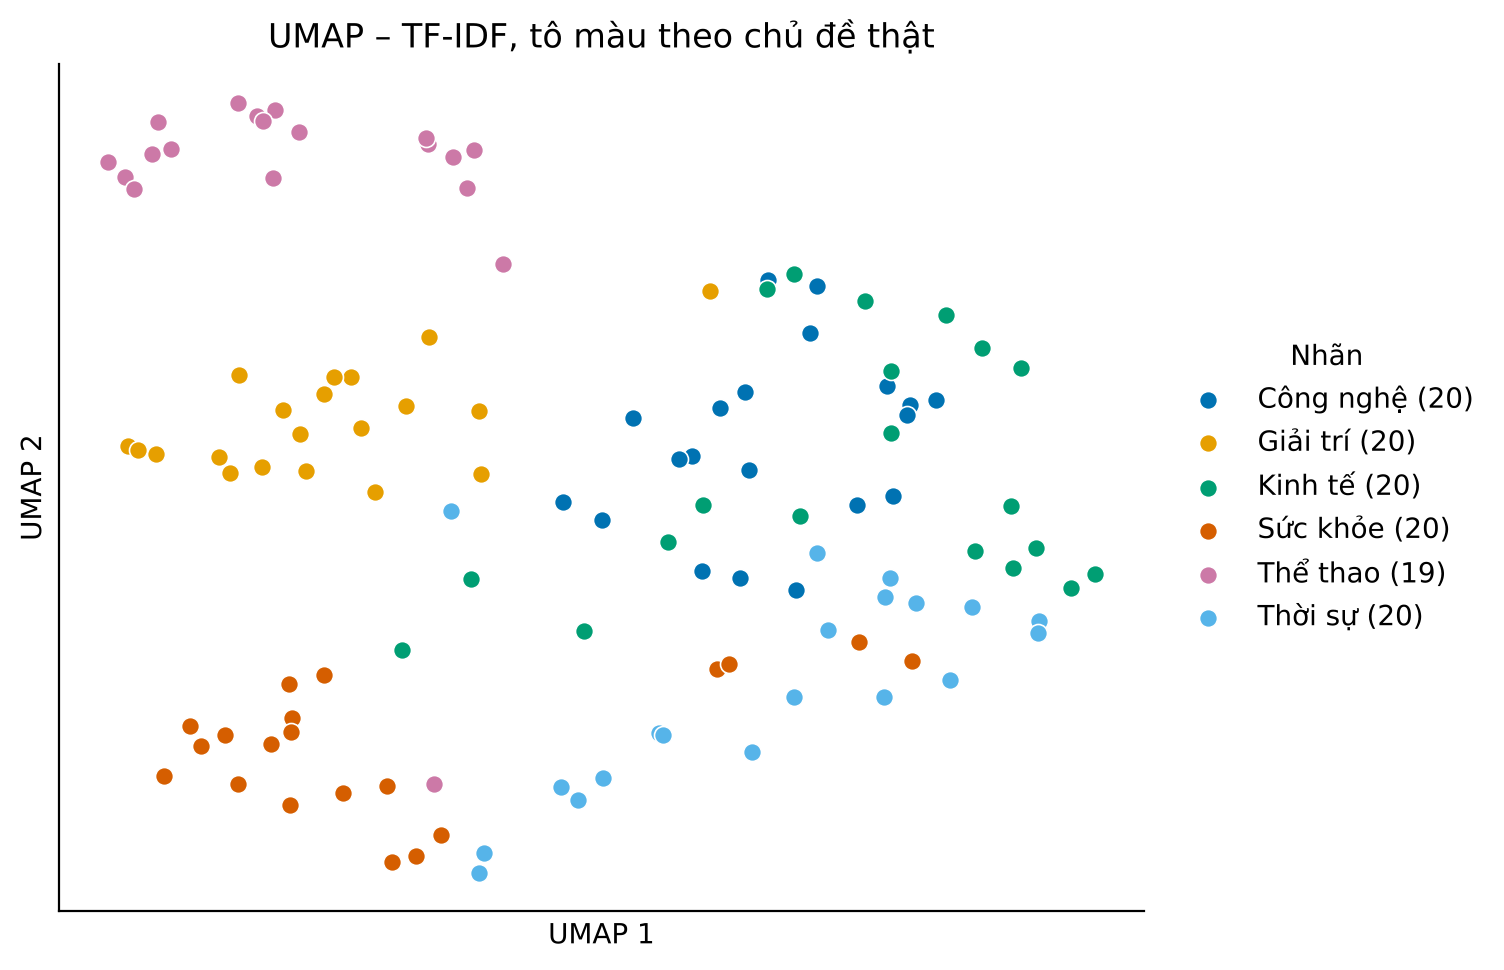 UMAP – TF-IDF, tô màu theo chủ đề thật
UMAP 2
UMAP 1
Nhãn
Công nghệ (20)
Giải trí (20)
Kinh tế (20)
Sức khỏe (20)
Thể thao (19)
Thời sự (20)